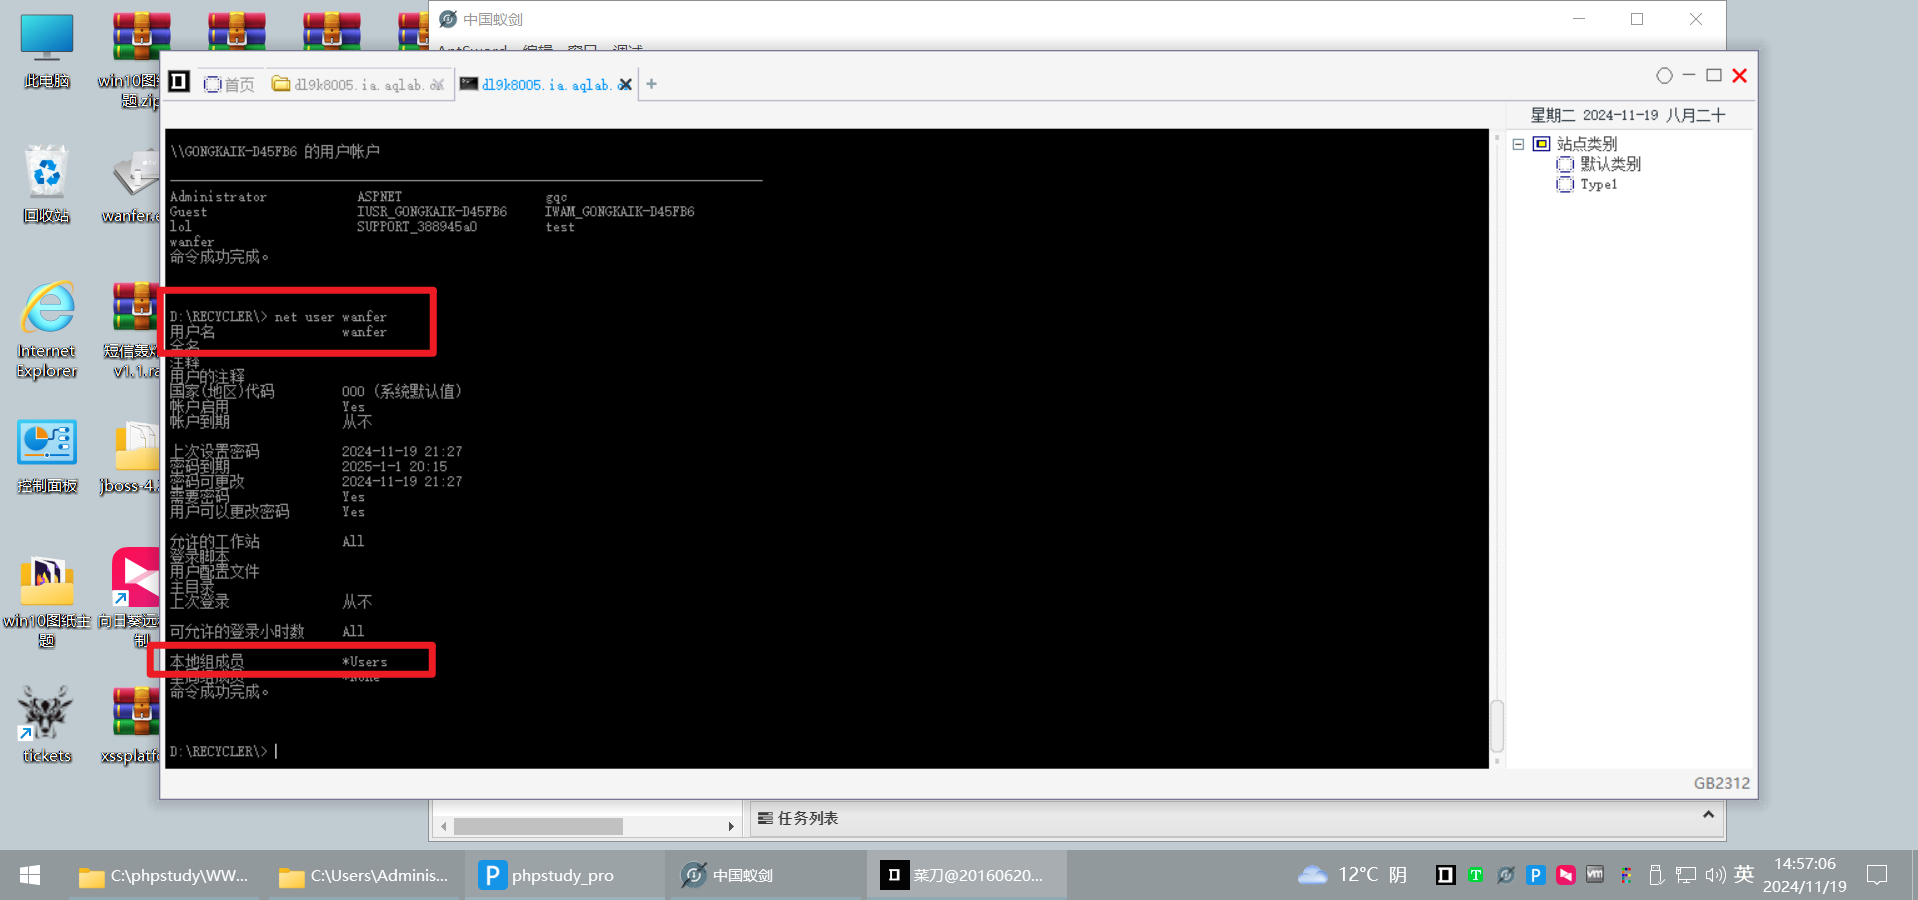 中国蚁剑
AntSword 编辑 窗口 调试
首页
dl9k8005.ia.aqlab.c
dl9k8005.ia.aqlab.
+
星期二 2024-11-19 八月二十
站点类别
默认类别
Type1
\\GONGKAIK-D45FB6 的用户帐户
Administrator ASPNET gqc
Guest IUSR_GONGKAIK-D45FB6 IWAM_GONGKAIK-D45FB6
lol SUPPORT_388945a0 test
wanfer
命令成功完成。
D:\RECYCLER\> net user wanfer
用户名 wanfer
全名
注释
用户的注释
国家(地区)代码 000 (系统默认值)
帐户启用 Yes
帐户到期 从不
上次设置密码 2024-11-19 21:27
密码到期 2025-1-1 20:15
密码可更改 2024-11-19 21:27
需要密码 Yes
用户可以更改密码 Yes
允许的工作站 All
登录脚本
用户配置文件
主目录
上次登录 从不
可允许的登录小时数 All
本地组成员 *Users
全局组成员 *None
命令成功完成。
D:\RECYCLER\>
GB2312
任务列表
此电脑
win10图纸
题.zip
回收站
wanfer.e
Internet
Explorer
短信轰炸
v1.1.ra
控制面板
jboss-4.
win10图纸主
题
向日葵远
制
tickets
xssplatfo
C:\phpstudy\WW...
C:\Users\Adminis...
phpstudy_pro
中国蚁剑
菜刀@20160620...
12°C 阴
英
14:57:06
2024/11/19